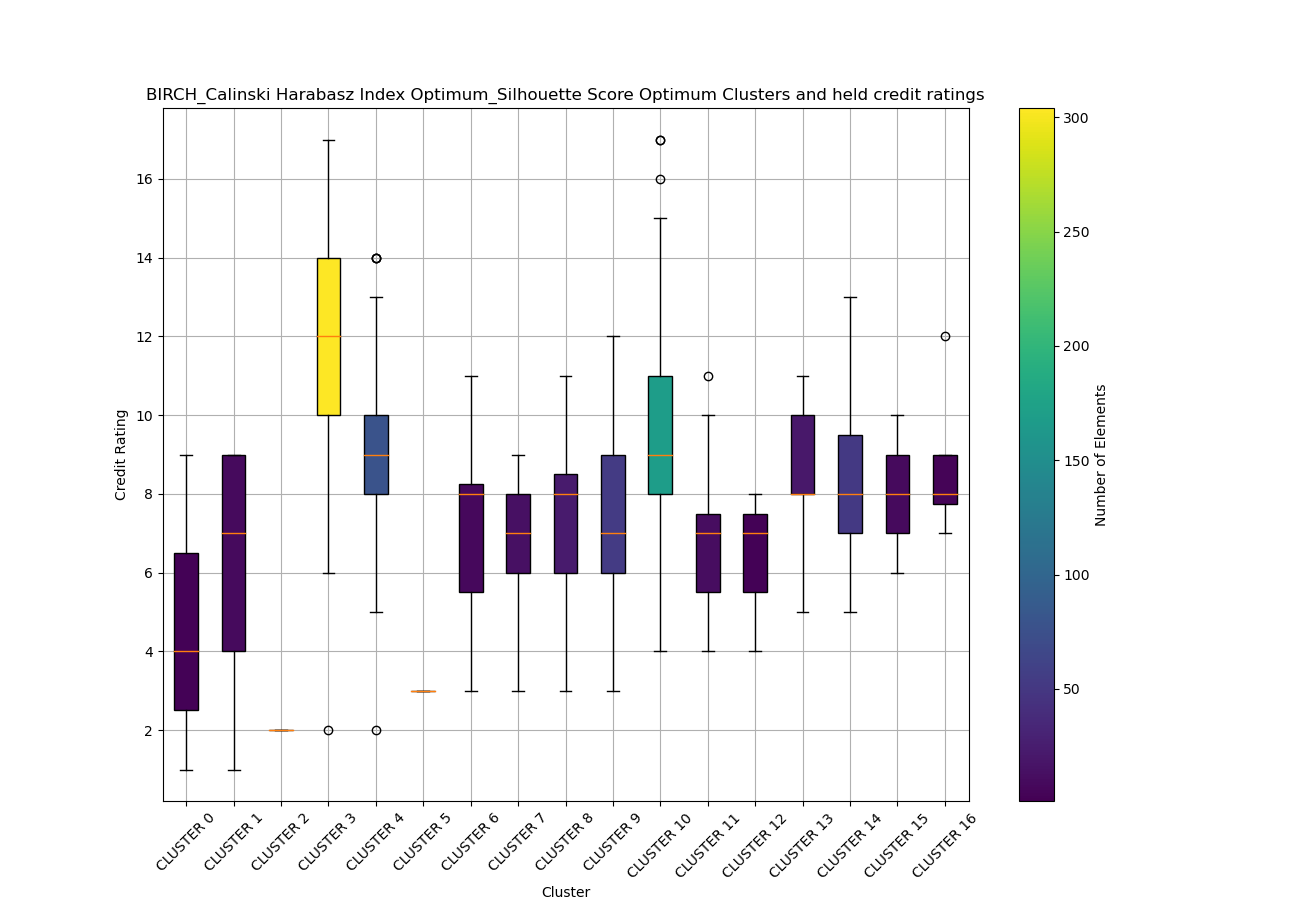 BIRCH_Calinski Harabasz Index Optimum_Silhouette Score Optimum Clusters and held credit ratings
16
14
12
10
8
6
4
2
Credit Rating
CLUSTER 0
CLUSTER 1
CLUSTER 2
CLUSTER 3
CLUSTER 4
CLUSTER 5
CLUSTER 6
CLUSTER 7
CLUSTER 8
CLUSTER 9
CLUSTER 10
CLUSTER 11
CLUSTER 12
CLUSTER 13
CLUSTER 14
CLUSTER 15
CLUSTER 16
Cluster
300
250
200
150
100
50
Number of Elements